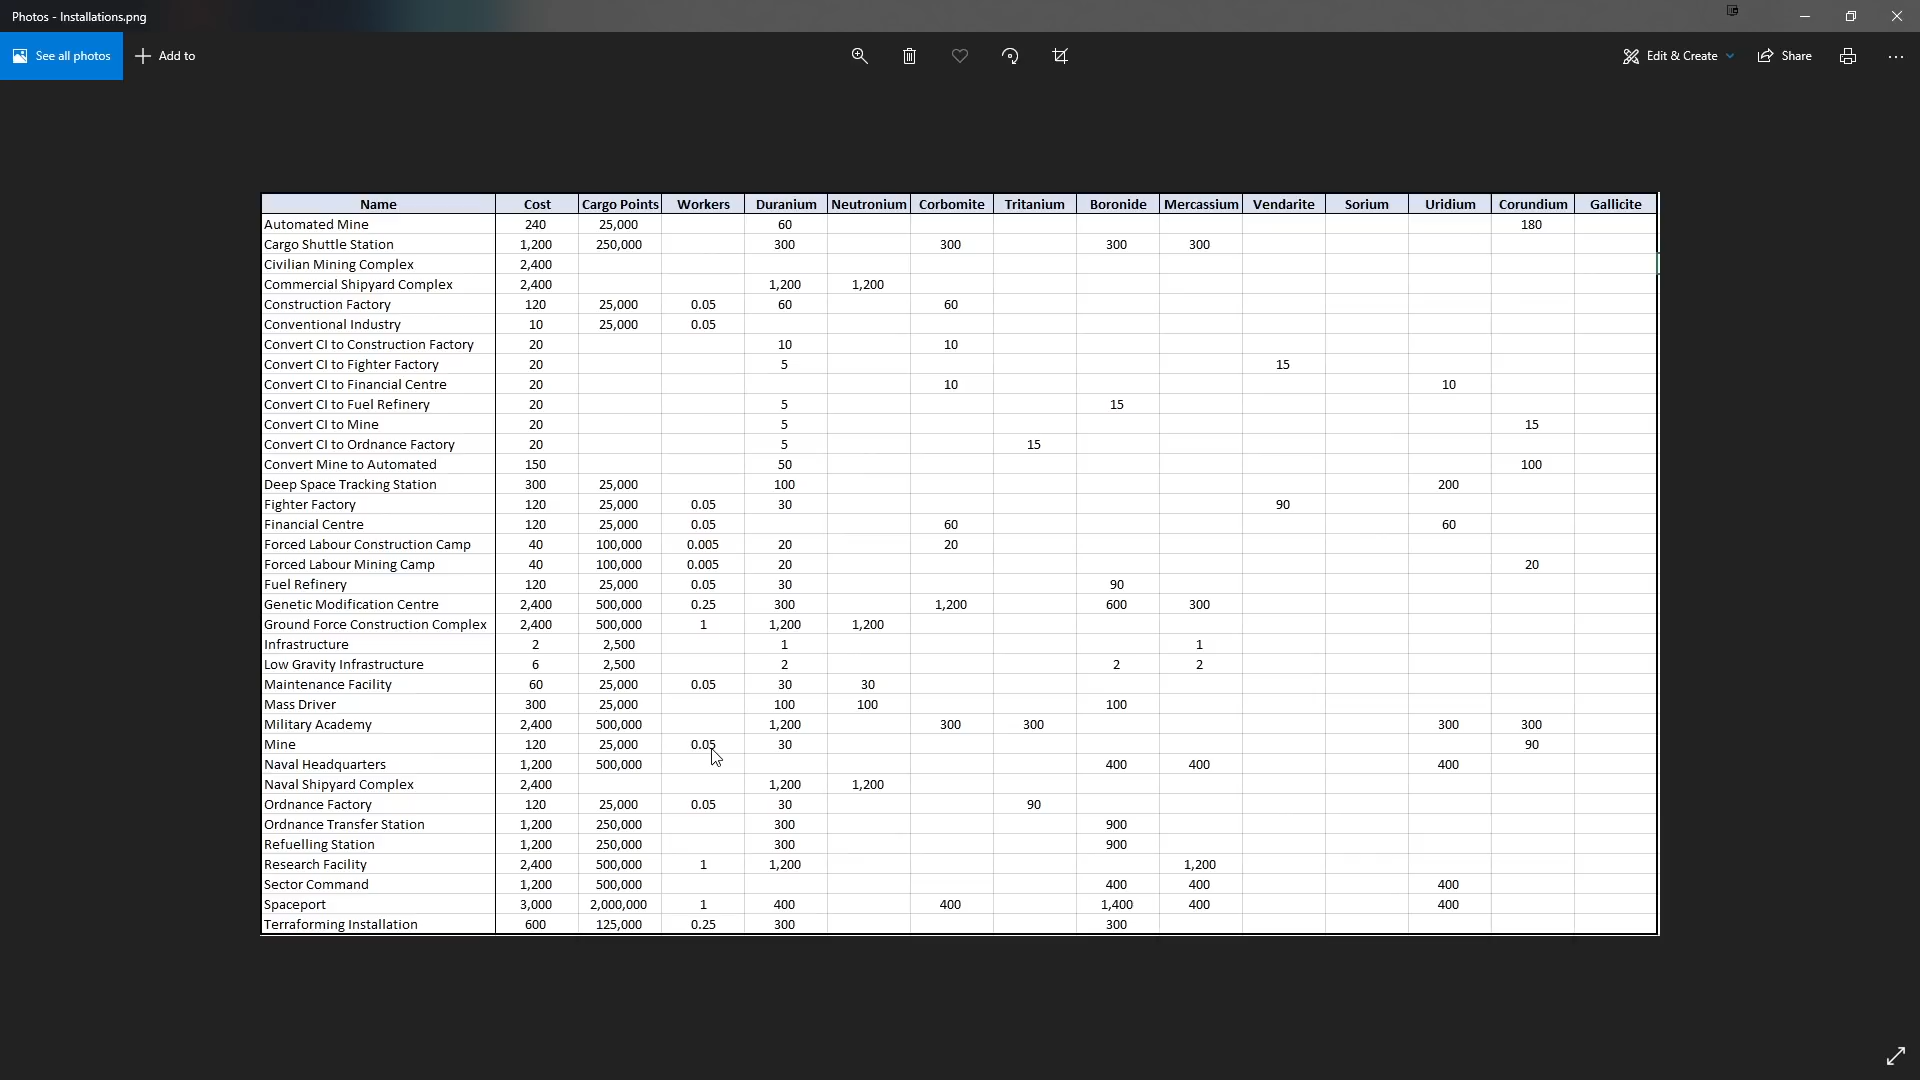 Photos - Installations.png
See all photos Add to Edit & Create Share
Name Cost Cargo Points Workers Duranium Neutronium Corbomite Tritanium Boronide Mercassium Vendarite Sorium Uridium Corundium Gallicite
Automated Mine 240 25,000 60 180
Cargo Shuttle Station 1,200 250,000 300 300 300 300
Civilian Mining Complex 2,400
Commercial Shipyard Complex 2,400 1,200 1,200
Construction Factory 120 25,000 0.05 60 60
Conventional Industry 10 25,000 0.05
Convert CI to Construction Factory 20 10 10
Convert CI to Fighter Factory 20 5 15
Convert CI to Financial Centre 20 10 10
Convert CI to Fuel Refinery 20 5 15
Convert CI to Mine 20 5 15
Convert CI to Ordnance Factory 20 5 15
Convert Mine to Automated 150 50 100
Deep Space Tracking Station 300 25,000 100 200
Fighter Factory 120 25,000 0.05 30 90
Financial Centre 120 25,000 0.05 60 60
Forced Labour Construction Camp 40 100,000 0.005 20 20
Forced Labour Mining Camp 40 100,000 0.005 20 20
Fuel Refinery 120 25,000 0.05 30 90
Genetic Modification Centre 2,400 500,000 0.25 300 1,200 600 300
Ground Force Construction Complex 2,400 500,000 1 1,200 1,200
Infrastructure 2 2,500 1 1
Low Gravity Infrastructure 6 2,500 2 2 2
Maintenance Facility 60 25,000 0.05 30 30
Mass Driver 300 25,000 100 100 100
Military Academy 2,400 500,000 1,200 300 300 300 300
Mine 120 25,000 0.05 30 90
Naval Headquarters 1,200 500,000 400 400 400
Naval Shipyard Complex 2,400 1,200 1,200
Ordnance Factory 120 25,000 0.05 30 90
Ordnance Transfer Station 1,200 250,000 300 900
Refuelling Station 1,200 250,000 300 900
Research Facility 2,400 500,000 1 1,200 1,200
Sector Command 1,200 500,000 400 400 400
Spaceport 3,000 2,000,000 1 400 400 1,400 400 400
Terraforming Installation 600 125,000 0.25 300 300